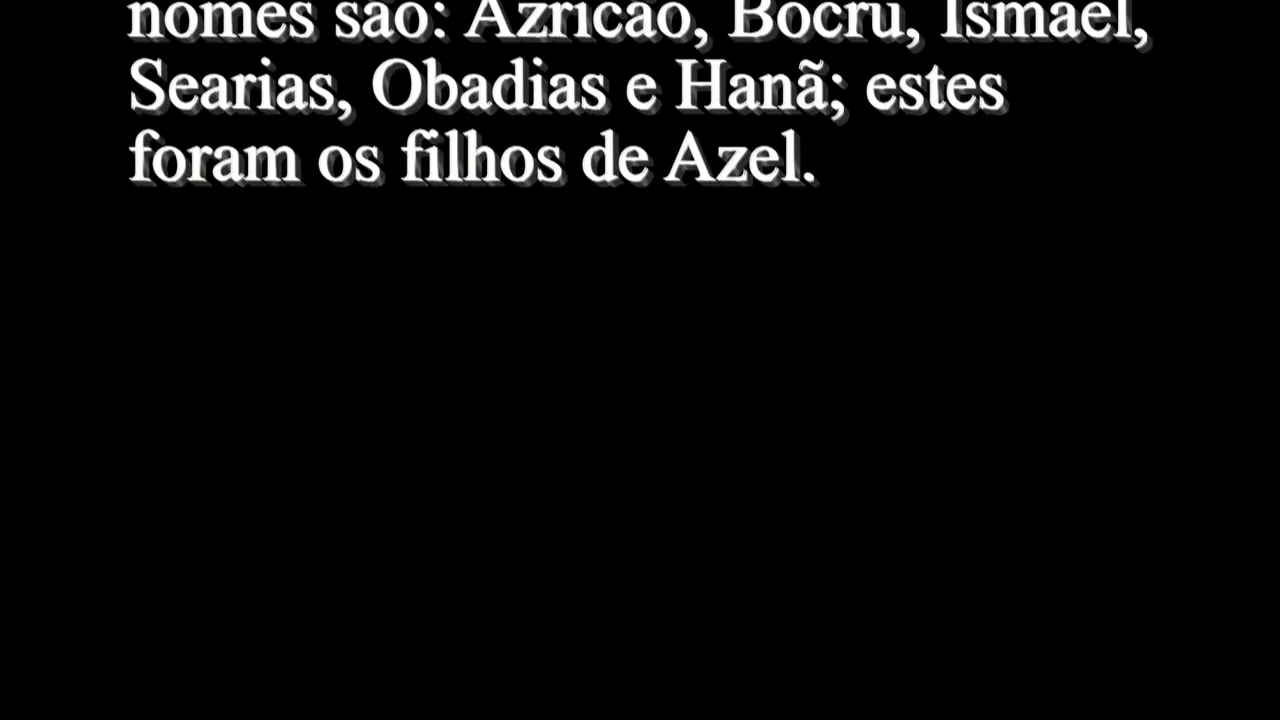 nomes são: Azricão, Bocru, Ismael,
Searias, Obadias e Hanã; estes
foram os filhos de Azel.